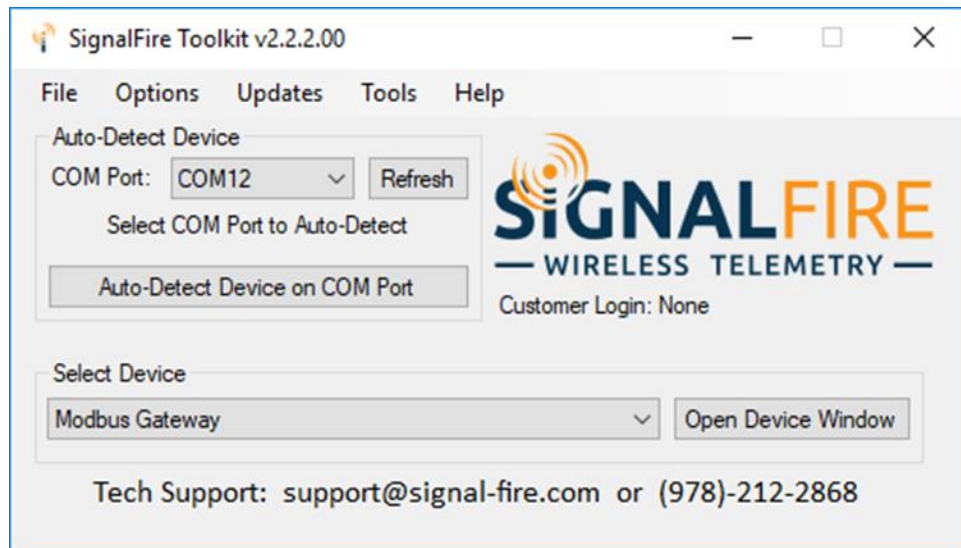 SignalFire Toolkit v2.2.2.00
File Options Updates Tools Help
Auto-Detect Device
COM Port: COM12 Refresh
Select COM Port to Auto-Detect
Auto-Detect Device on COM Port
SIGNALFIRE
WIRELESS TELEMETRY
Customer Login: None
Select Device
Modbus Gateway Open Device Window
Tech Support: support@signal-fire.com or (978)-212-2868